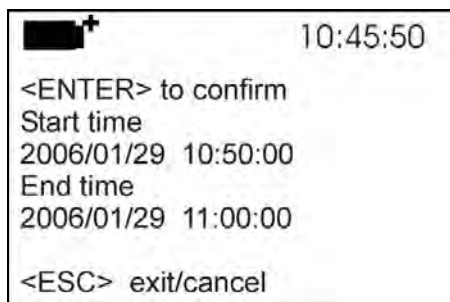 10:45:50
<ENTER> to confirm
Start time
2006/01/29 10:50:00
End time
2006/01/29 11:00:00
<ESC> exit/cancel